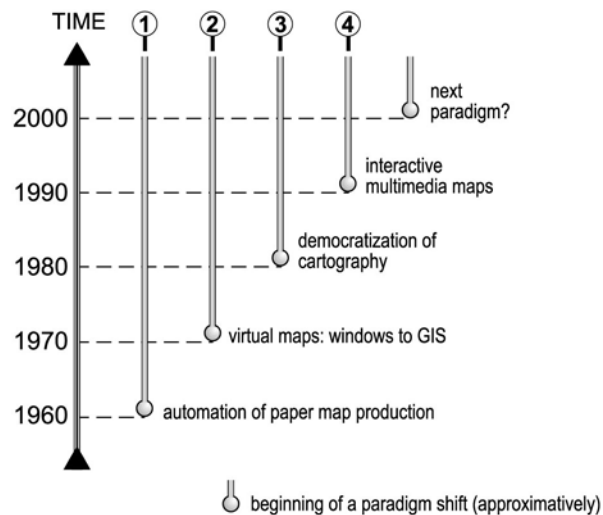 TIME
1
2
3
4
next
paradigm?
2000
interactive
multimedia maps
1990
democratization of
cartography
1980
virtual maps: windows to GIS
1970
automation of paper map production
1960
beginning of a paradigm shift (approximatively)